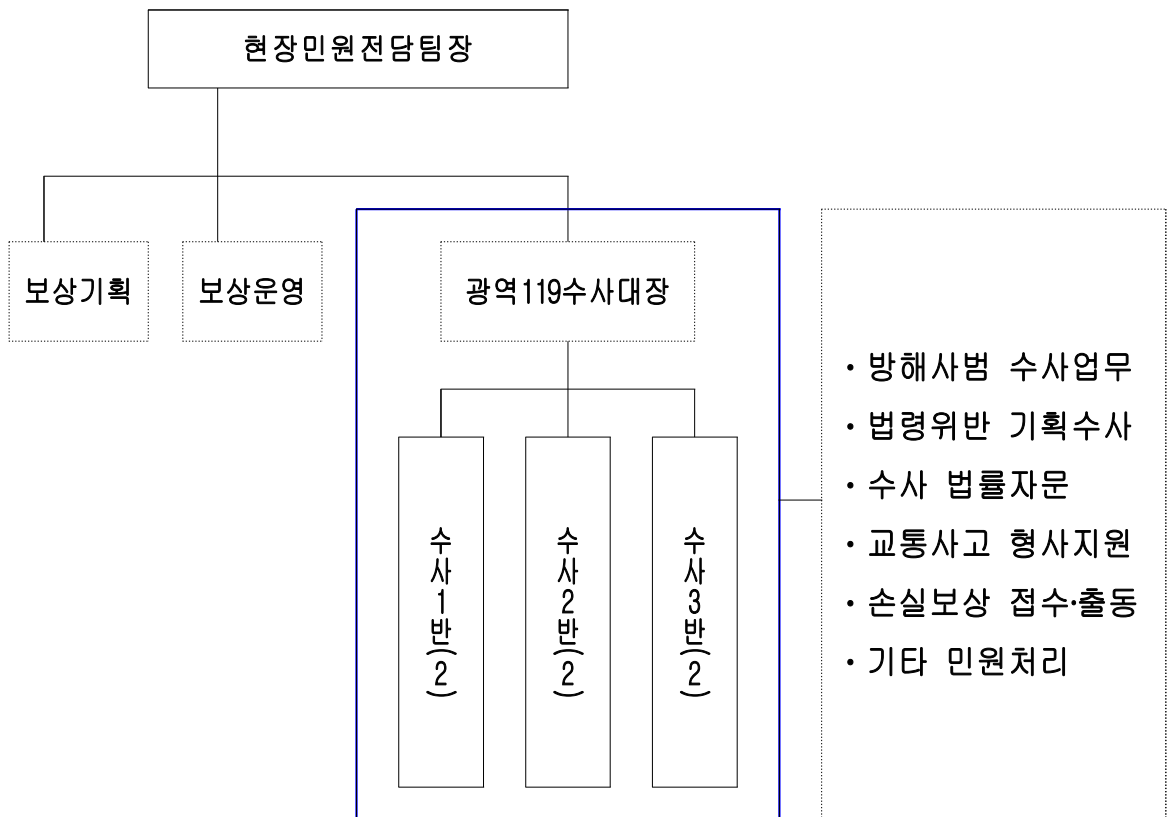 현장민원전담팀장
보상기획
보상운영
광역119수사대장
수사1반(2)
수사2반(2)
수사3반(2)
· 방해사범 수사업무
· 법령위반 기획수사
· 수사 법률자문
· 교통사고 형사지원
· 손실보상 접수·출동
· 기타 민원처리